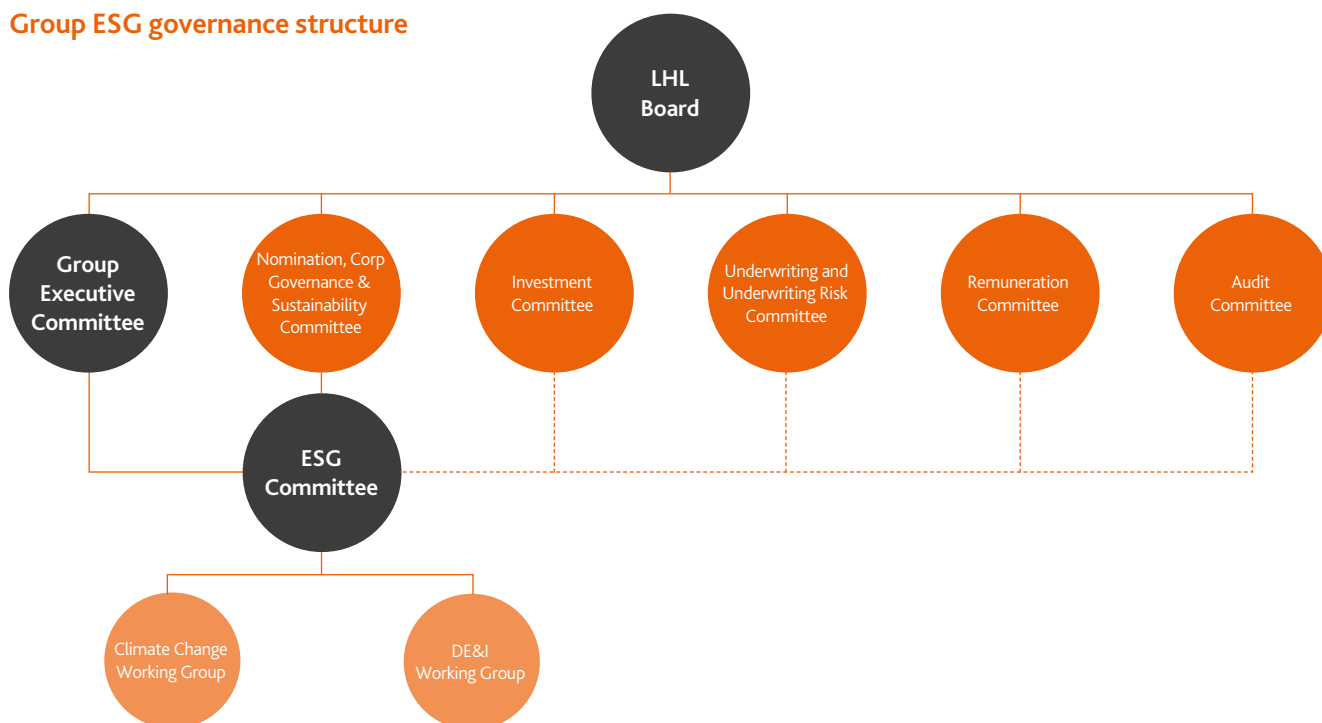 Group ESG governance structure
LHL
Board
Group
Executive
Committee
Nomination, Corp
Governance &
Sustainability
Committee
Investment
Committee
Underwriting and
Underwriting Risk
Committee
Remuneration
Committee
Audit
Committee
ESG
Committee
Climate Change
Working Group
DE&I
Working Group